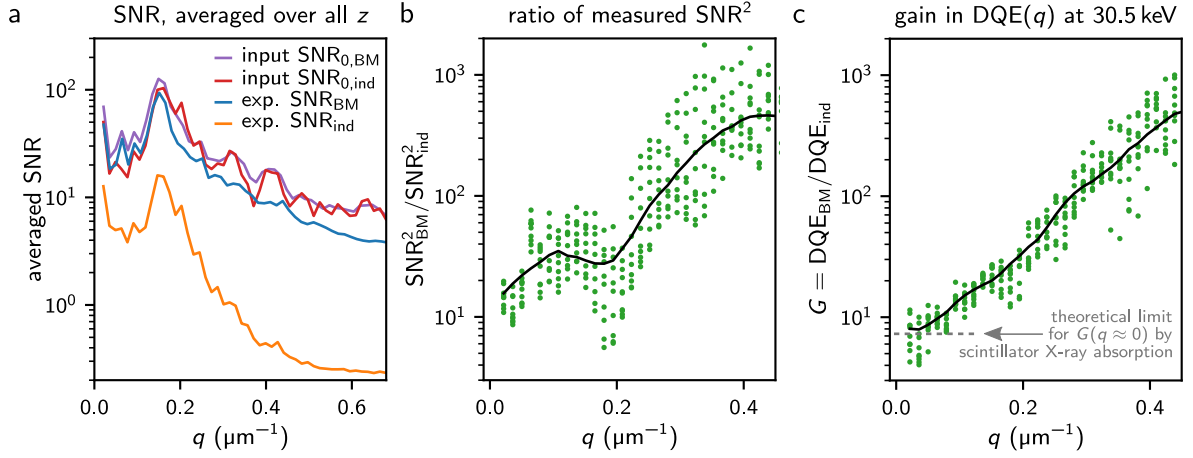 a
SNR, averaged over all z
input SNR0,BM
input SNR0,ind
exp. SNRBM
exp. SNRind
averaged SNR
10²
10¹
10⁰
0.0 0.2 0.4 0.6
q (µm⁻¹)
b
ratio of measured SNR²
SNR²BM/SNR²ind
10³
10²
10¹
0.0 0.2 0.4
q (µm⁻¹)
c
gain in DQE(q) at 30.5 keV
G = DQEBM/DQEind
10³
10²
10¹
theoretical limit
for G(q ≈ 0) by
scintillator X-ray absorption
0.0 0.2 0.4
q (µm⁻¹)